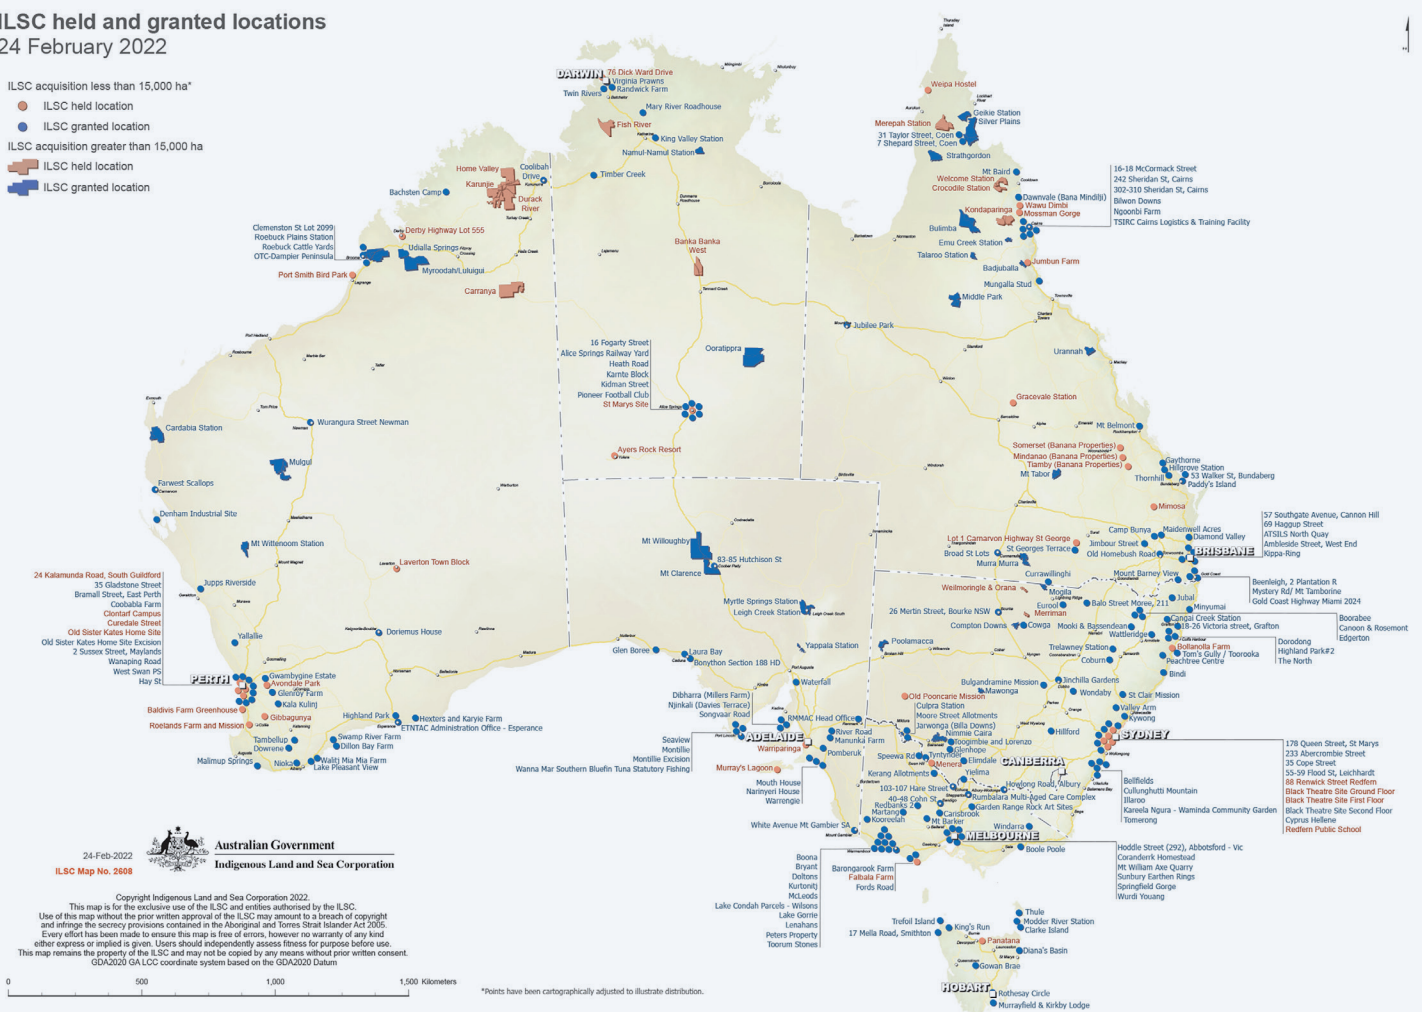 ILSC held and granted locations
24 February 2022
ILSC acquisition less than 15,000 ha*
ILSC held location
ILSC granted location
ILSC acquisition greater than 15,000 ha
ILSC held location
ILSC granted location
DARWIN
76 Dick Ward Drive
Virginia Prawns
Twin Rivers
Randwick Farm
Mary River Roadhouse
Fish River
King Valley Station
Namul-Namul Station
Timber Creek
Coolibah
Drive
Home Valley
Karunjie
Durack
River
Bachsten Camp
Clemenston St Lot 2099
Roebuck Plains Station
Roebuck Cattle Yards
OTC-Dampier Peninsula
Derby Highway Lot 555
Udialla Springs
Myroodah/Luluigui
Port Smith Bird Park
Carranya
Banka Banka
West
Weipa Hostel
Geikie Station
Silver Plains
Merepah Station
31 Taylor Street, Coen
7 Shepard Street, Coen
Strathgordon
Mt Baird
Welcome Station
Crocodile Station
Dawnvale (Bana Mindilji)
Wawu Dimbi
Mossman Gorge
Kondaparinga
Bulimba
Emu Creek Station
Talaroo Station
Badjuballa
Jumbun Farm
Mungalla Stud
Middle Park
16-18 McCormack Street
242 Sheridan St, Cairns
302-310 Sheridan St, Cairns
Bilwon Downs
Ngoonbi Farm
TSIRC Cairns Logistics & Training Facility
Jubilee Park
Urannah
16 Fogarty Street
Alice Springs Railway Yard
Heath Road
Karnte Block
Kidman Street
Pioneer Football Club
St Marys Site
Ooratippra
Ayers Rock Resort
Gracevale Station
Mt Belmont
Somerset (Banana Properties)
Mindanao (Banana Properties)
Tiamby (Banana Properties)
Mt Tabor
Gaythorne
Hillgrove Station
Thornhill
53 Walker St, Bundaberg
Paddy's Island
Mimosa
Cardabia Station
Wurangura Street Newman
Mulgul
Farwest Scallops
Denham Industrial Site
Mt Wittenoom Station
Laverton Town Block
Jupps Riverside
24 Kalamunda Road, South Guildford
35 Gladstone Street
Bramall Street, East Perth
Coobabla Farm
Clontarf Campus
Curedale Street
Old Sister Kates Home Site
Old Sister Kates Home Site Excision
2 Sussex Street, Maylands
Wanaping Road
West Swan PS
Hay St
Yallallie
Doriemus House
PERTH
Gwambygine Estate
Avondale Park
Glenroy Farm
Kala Kulinj
Baldivis Farm Greenhouse
Gibbagunya
Roelands Farm and Mission
Tambellup
Dowrene
Malimup Springs
Nioka
Swamp River Farm
Dillon Bay Farm
Walitj Mia Mia Farm
Lake Pleasant View
Highland Park
Hexters and Karyie Farm
ETNTAC Administration Office - Esperance
Mt Willoughby
83-85 Hutchison St
Mt Clarence
Myrtle Springs Station
Leigh Creek Station
Yappala Station
Glen Boree
Laura Bay
Bonython Section 188 HD
Waterfall
Dibharra (Millers Farm)
Njinkali (Davies Terrace)
Songvaar Road
RMMAC Head Office
ADELAIDE
Seaview
Montillie
Montillie Excision
Wanna Mar Southern Bluefin Tuna Statutory Fishing
Warriparinga
Murray's Lagoon
River Road
Manunka Farm
Pomberuk
Mouth House
Narinyeri House
Warrengie
White Avenue Mt Gambier SA
Lot 1 Carnarvon Highway St George
Broad St Lots
St Georges Terrace
Murra Murra
Camp Bunya
Maidenwell Acres
Jimbour Street
Diamond Valley
Old Homebush Road
BRISBANE
57 Southgate Avenue, Cannon Hill
69 Haggup Street
ATSILS North Quay
Ambleside Street, West End
Kippa-Ring
Mount Barney View
Beenleigh, 2 Plantation R
Mystery Rd/ Mt Tamborine
Gold Coast Highway Miami 2024
Currawillinghi
Weilmoringle & Orana
Mogila
Eurool
Jubal
Minyumai
Balo Street Moree, 211
26 Mertin Street, Bourke NSW
Merriman
Cowga
Compton Downs
Mooki & Bassendean
Cangai Creek Station
18-26 Victoria street, Grafton
Wattleridge
Boorabee
Canoon & Rosemont
Edgerton
Dorodong
Highland Park#2
The North
Poolamacca
Trelawney Station
Coburn
Bollanolla Farm
Tom's Gully / Toorooka
Peachtree Centre
Bindi
Bulgandramine Mission
Jinchilla Gardens
Mawonga
Wondaby
St Clair Mission
Valley Arm
Kywong
Old Pooncarie Mission
Culpra Station
Moore Street Allotments
Jarwonga (Billa Downs)
Nimmie Caira
Toogimbie and Lorenzo
Glenhope
Hillford
SYDNEY
178 Queen Street, St Marys
233 Abercrombie Street
35 Cope Street
55-59 Flood St, Leichhardt
88 Renwick Street Redfern
Black Theatre Site Ground Floor
Black Theatre Site First Floor
Black Theatre Site Second Floor
Cyprus Hellene
Redfern Public School
CANBERRA
Bellfields
Cullunghutti Mountain
Illaroo
Kareela Ngura - Waminda Community Garden
Tomerong
Speewa Rd
Tyntynder
Menera
Elimdale
Kerang Allotments
Yielima
Howlong Road, Albury
103-107 Hare Street
Rumbalara Multi-Aged Care Complex
40-48 Cohn St
Redbanks 2
Garden Range Rock Art Sites
Martang
Carisbrook
Kooreelah
Mt Barker
Windarra
MELBOURNE
Boole Poole
Hoddle Street (292), Abbotsford - Vic
Coranderrk Homestead
Mt William Axe Quarry
Sunbury Earthen Rings
Springfield Gorge
Wurdi Youang
Boona
Bryant
Doltons
Kurtonitj
McLeods
Lake Condah Parcels - Wilsons
Lake Gorrie
Lenahans
Peters Property
Toorum Stones
Barongarook Farm
Falbala Farm
Fords Road
Trefoil Island
King's Run
17 Mella Road, Smithton
Thule
Modder River Station
Clarke Island
Panatana
Diana's Basin
Gowan Brae
HOBART
Rothesay Circle
Murrayfield & Kirkby Lodge
24-Feb-2022
ILSC Map No. 2608
Australian Government
Indigenous Land and Sea Corporation
Copyright Indigenous Land and Sea Corporation 2022.
This map is for the exclusive use of the ILSC and entities authorised by the ILSC.
Use of this map without the prior written approval of the ILSC may amount to a breach of copyright
and infringe the secrecy provisions contained in the Aboriginal and Torres Strait Islander Act 2005.
Every effort has been made to ensure this map is free of errors, however no warranty of any kind
either express or implied is given. Users should independently assess fitness for purpose before use.
This map remains the property of the ILSC and may not be copied by any means without prior written consent.
GDA2020 GA LCC coordinate system based on the GDA2020 Datum
0 500 1,000 1,500 Kilometers
*Points have been cartographically adjusted to illustrate distribution.